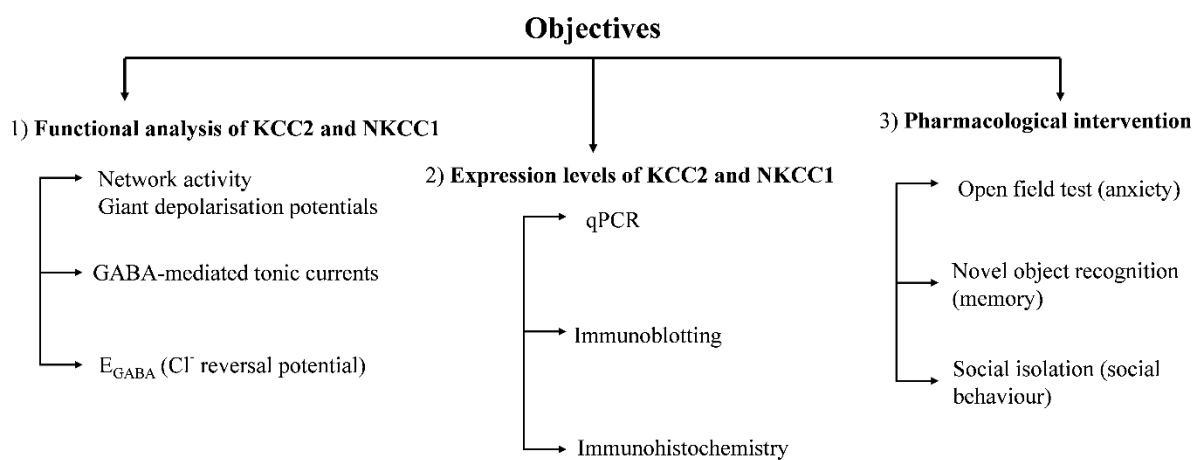 Objectives
1) Functional analysis of KCC2 and NKCC1
Network activity
Giant depolarisation potentials
GABA-mediated tonic currents
E_GABA (Cl⁻ reversal potential)
2) Expression levels of KCC2 and NKCC1
qPCR
Immunoblotting
Immunohistochemistry
3) Pharmacological intervention
Open field test (anxiety)
Novel object recognition
(memory)
Social isolation (social
behaviour)